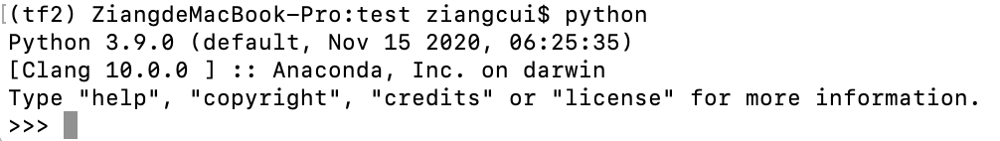 [(tf2) ZiangdeMacBook-Pro:test ziangcui$ python
Python 3.9.0 (default, Nov 15 2020, 06:25:35)
[Clang 10.0.0 ] :: Anaconda, Inc. on darwin
Type "help", "copyright", "credits" or "license" for more information.
>>>